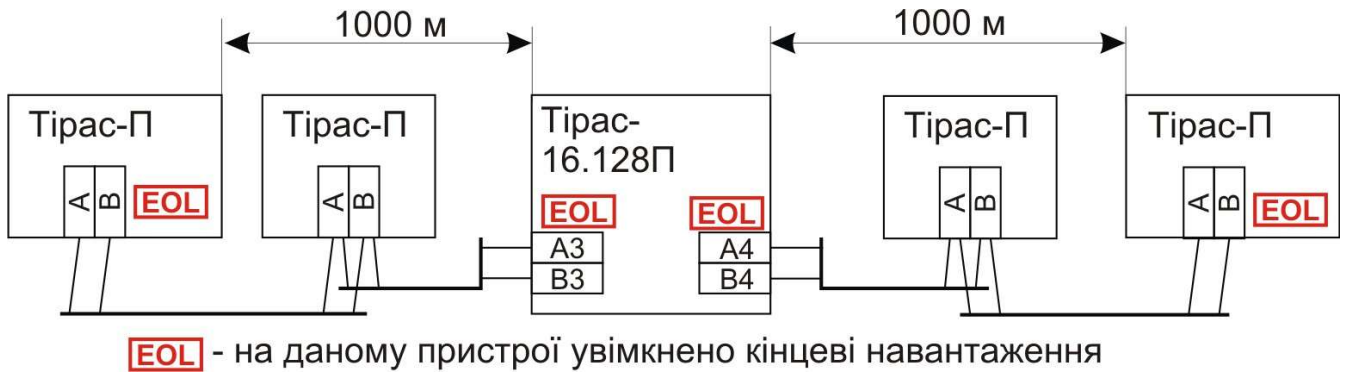 1000 м
1000 м
Тірас-П
Тірас-П
Тірас-
16.128П
Тірас-П
Тірас-П
A
B
EOL
A
B
EOL
EOL
A
B
A
B
EOL
A3
B3
A4
B4
EOL - на даному пристрої увімкнено кінцеві навантаження